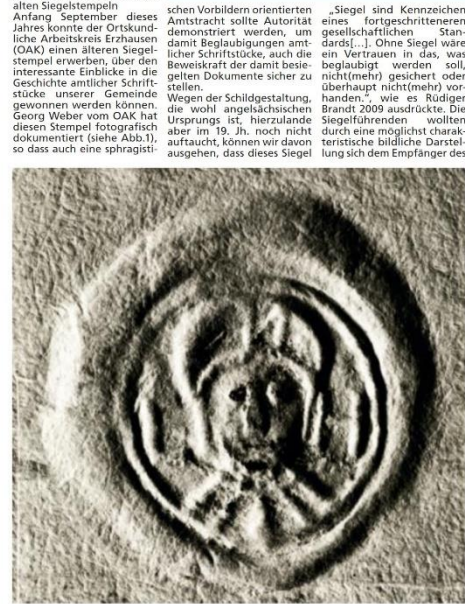 alten Siegelstempeln
Anfang September dieses
Jahres konnte der Ortskund-
liche Arbeitskreis Erzhausen
(OAK) einen älteren Siegel-
stempel erwerben, über den
interessante Einblicke in die
Geschichte amtlicher Schrift-
stücke unserer Gemeinde
gewonnen werden können.
Georg Weber vom OAK hat
diesen Stempel fotografisch
dokumentiert (siehe Abb.1),
so dass auch eine sphragisti-
schen Vorbildern orientierten
Amtstracht sollte Autorität
demonstriert werden, um
damit Beglaubigungen amt-
licher Schriftstücke, auch die
Beweiskraft der damit besie-
gelten Dokumente sicher zu
stellen.
Wegen der Schildgestaltung,
die wohl angelsächsischen
Ursprungs ist, hierzulande
aber im 19. Jh. noch nicht
auftaucht, können wir davon
ausgehen, dass dieses Siegel
„Siegel sind Kennzeichen
eines fortgeschritteneren
gesellschaftlichen Stan-
dards[...]. Ohne Siegel wäre
ein Vertrauen in das, was
beglaubigt werden soll,
nicht(mehr) gesichert oder
überhaupt nicht(mehr) vor-
handen.“, wie es Rüdiger
Brandt 2009 ausdrückte. Die
Siegelführenden wollten
durch eine möglichst charak-
teristische bildliche Darstel-
lung sich dem Empfänger des